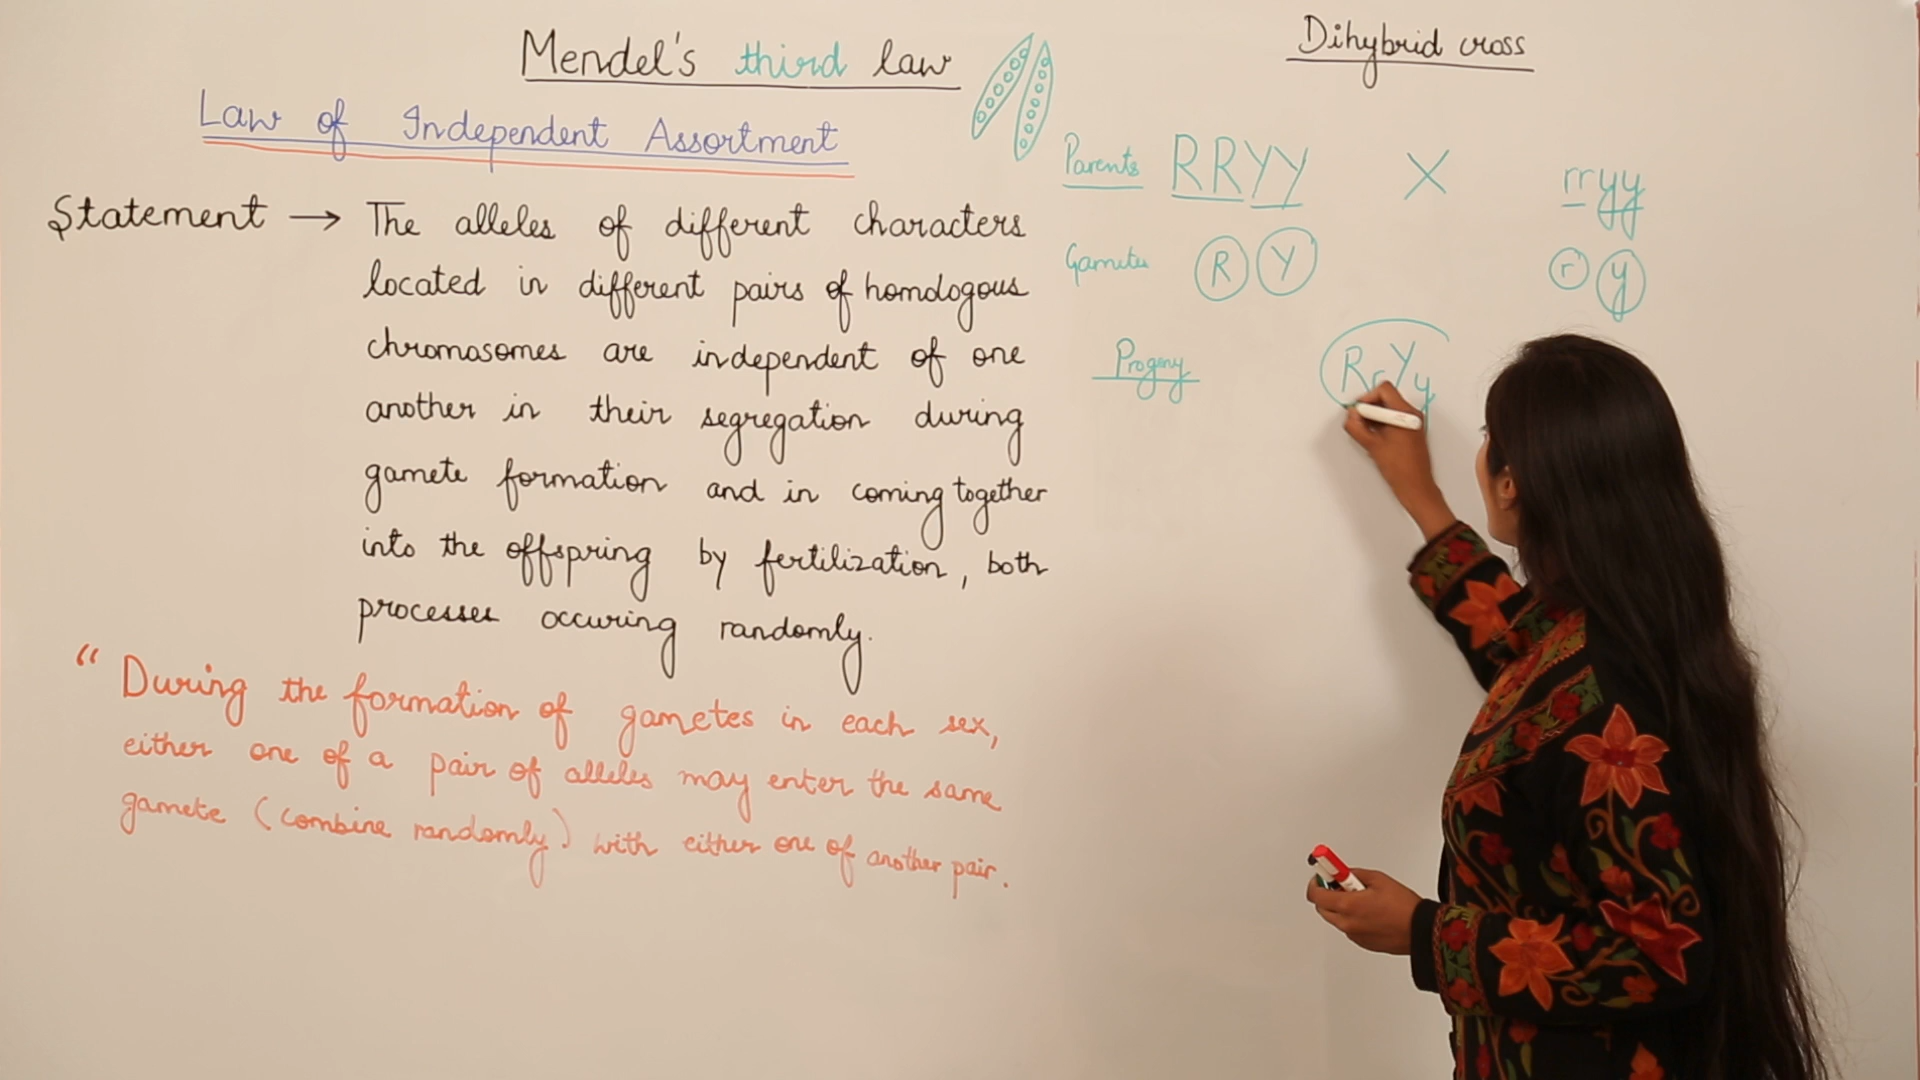 Mendel's third law
Law of Independent Assortment
Statement → The alleles of different characters
located in different pairs of homologous
chromosomes are independent of one
another in their segregation during
gamete formation and in coming together
into the offspring by fertilization, both
processes occuring randomly.
“ During the formation of gametes in each sex,
either one of a pair of alleles may enter the same
gamete (combine randomly) with either one of another pair.
Dihybrid cross
Parents RRYY X rryy
Gametes R Y r y
Progeny RrYy